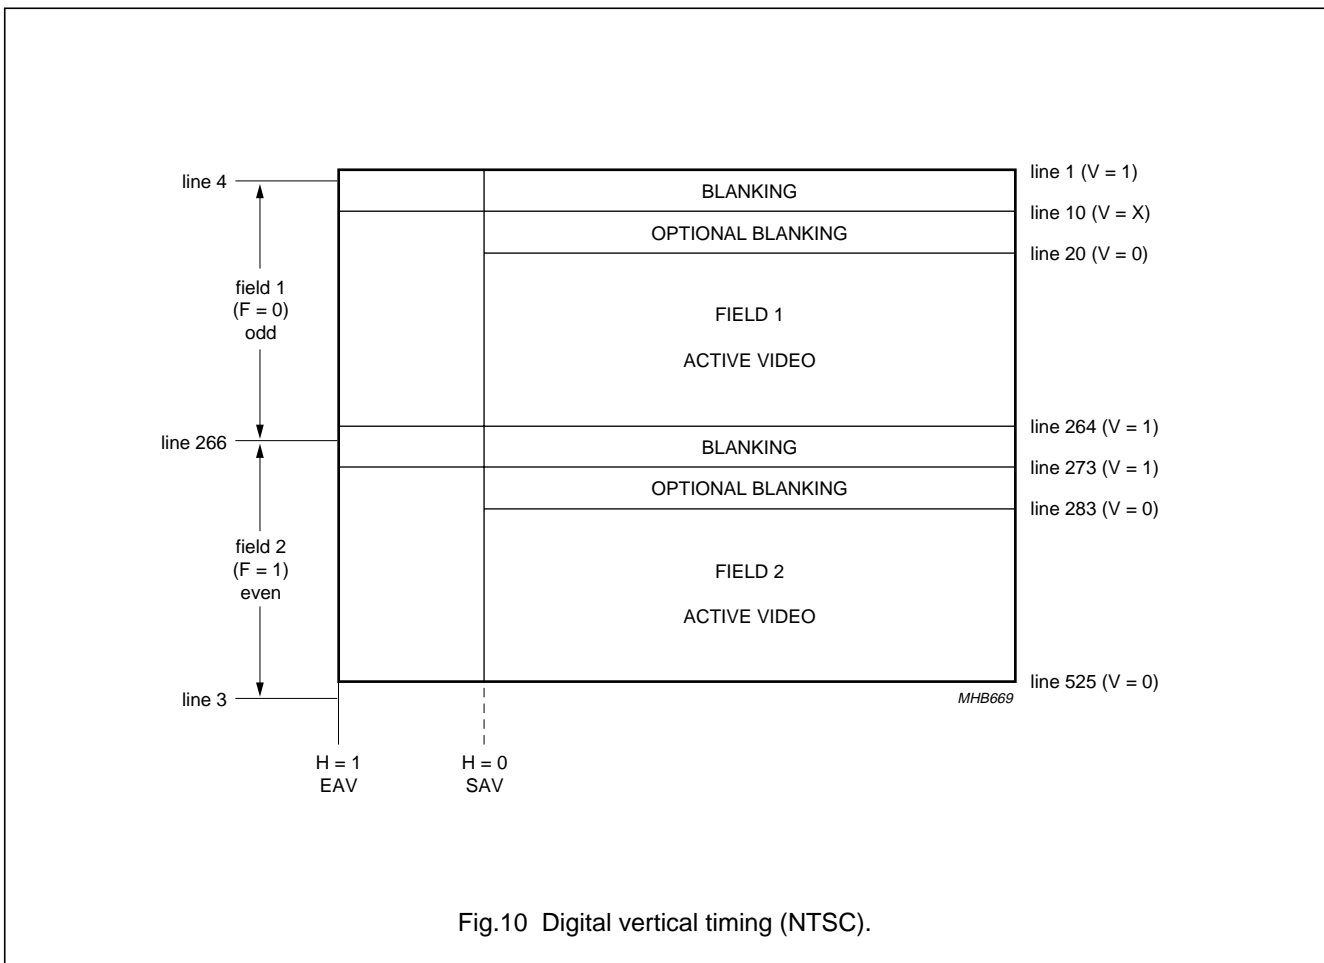 line 4
line 1 (V = 1)
BLANKING
line 10 (V = X)
OPTIONAL BLANKING
line 20 (V = 0)
field 1
(F = 0)
odd
FIELD 1
ACTIVE VIDEO
line 264 (V = 1)
line 266
BLANKING
line 273 (V = 1)
OPTIONAL BLANKING
line 283 (V = 0)
field 2
(F = 1)
even
FIELD 2
ACTIVE VIDEO
line 525 (V = 0)
line 3
MHB669
H = 1
EAV
H = 0
SAV
Fig.10 Digital vertical timing (NTSC).